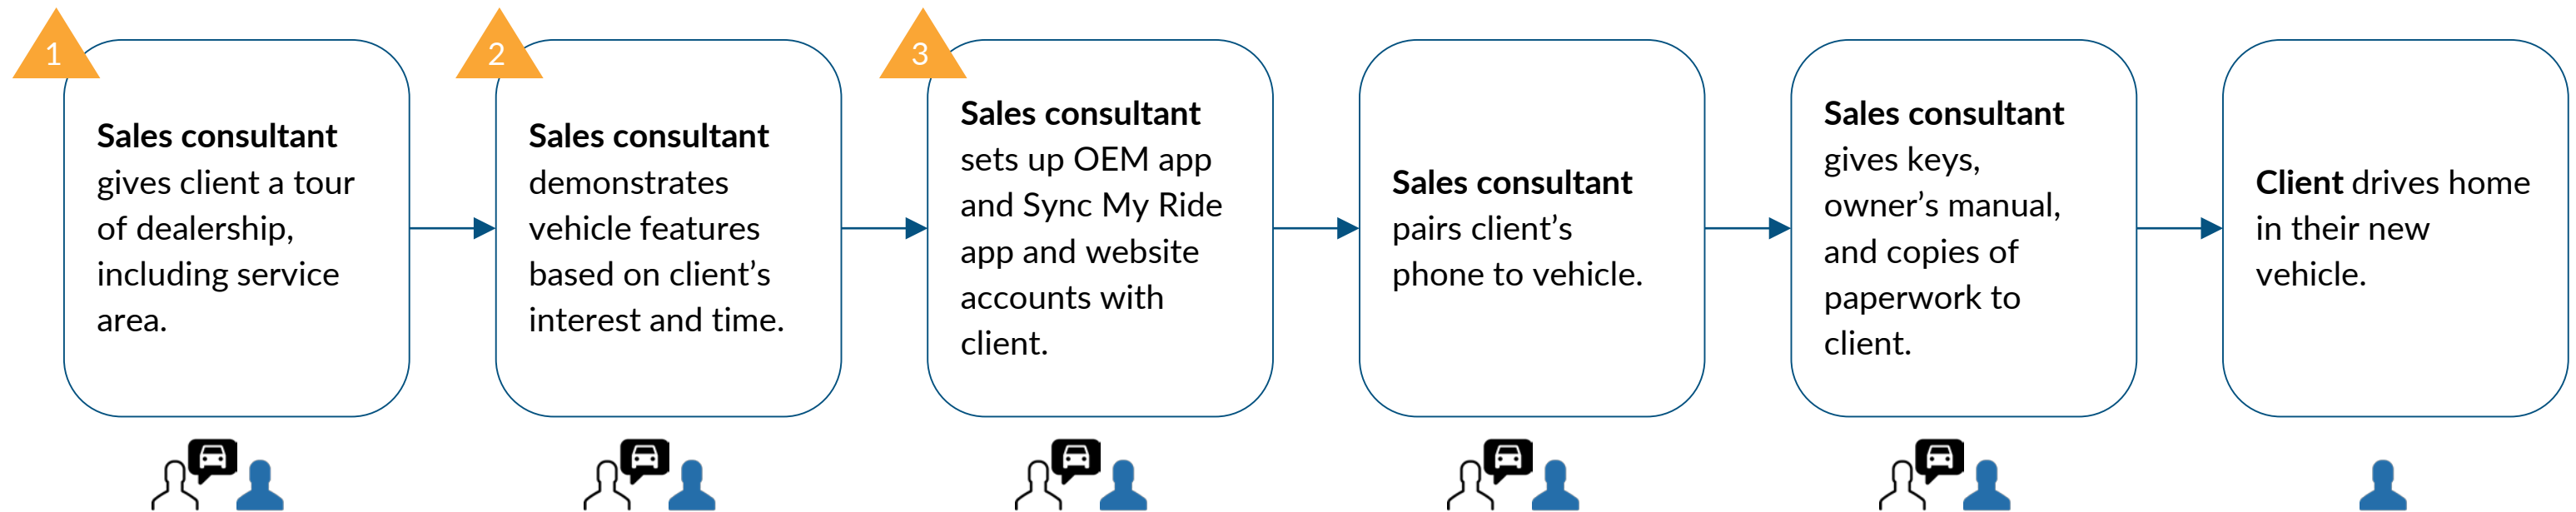 1
Sales consultant
gives client a tour
of dealership,
including service
area.
2
Sales consultant
demonstrates
vehicle features
based on client’s
interest and time.
3
Sales consultant
sets up OEM app
and Sync My Ride
app and website
accounts with
client.
Sales consultant
pairs client’s
phone to vehicle.
Sales consultant
gives keys,
owner’s manual,
and copies of
paperwork to
client.
Client drives home
in their new
vehicle.